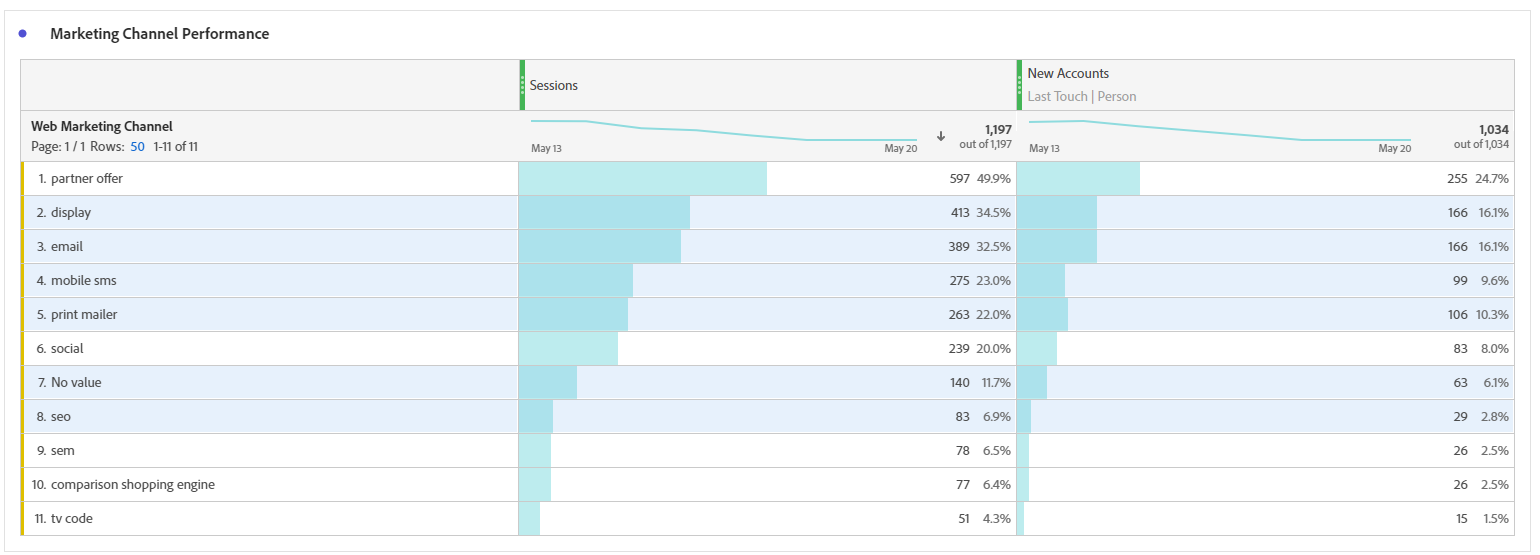 Marketing Channel Performance
Sessions
New Accounts
Last Touch | Person
Web Marketing Channel
Page: 1 / 1 Rows: 50 1-11 of 11
May 13 May 20
1,197
out of 1,197
May 13 May 20
1,034
out of 1,034
1. partner offer 597 49.9% 255 24.7%
2. display 413 34.5% 166 16.1%
3. email 389 32.5% 166 16.1%
4. mobile sms 275 23.0% 99 9.6%
5. print mailer 263 22.0% 106 10.3%
6. social 239 20.0% 83 8.0%
7. No value 140 11.7% 63 6.1%
8. seo 83 6.9% 29 2.8%
9. sem 78 6.5% 26 2.5%
10. comparison shopping engine 77 6.4% 26 2.5%
11. tv code 51 4.3% 15 1.5%